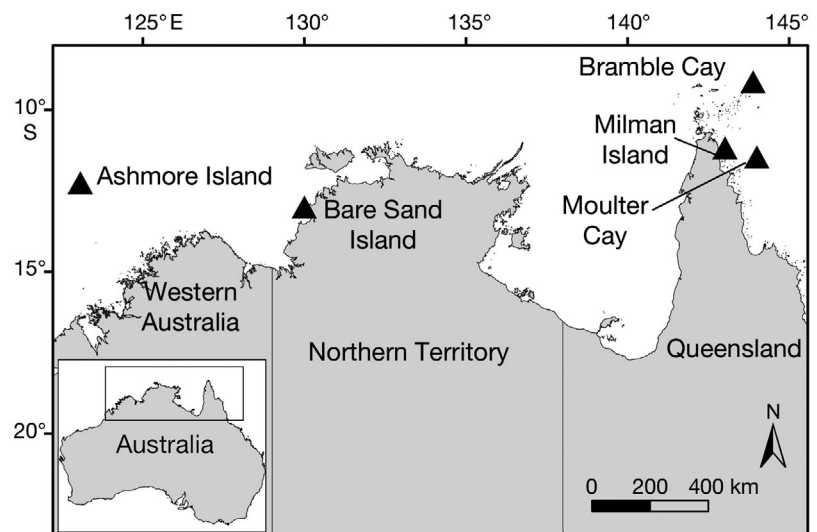 125° E 130° 135° 140° 145°
10°
S
15°
20°
Bramble Cay
Milman
Island
Ashmore Island
Moulter
Cay
Bare Sand
Island
Western
Australia
Northern Territory
Queensland
Australia
N
0 200 400 km